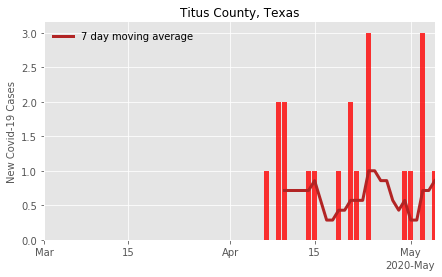 Titus County, Texas
7 day moving average
New Covid-19 Cases
3.0
2.5
2.0
1.5
1.0
0.5
0.0
Mar 15 Apr 15 May
2020-May